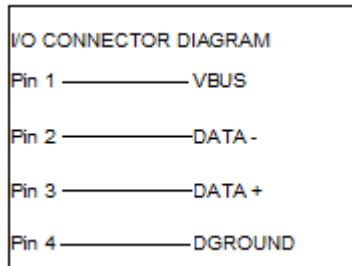 I/O CONNECTOR DIAGRAM
Pin 1 VBUS
Pin 2 DATA -
Pin 3 DATA +
Pin 4 DGROUND